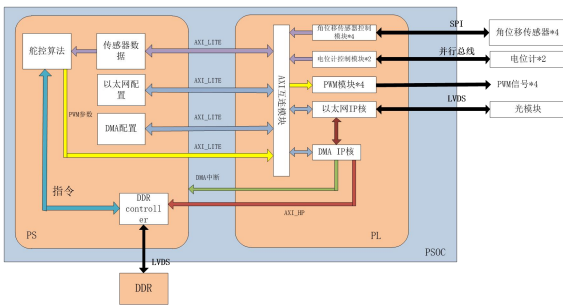 舵控算法
传感器
数据
以太网配
置
DMA配置
PWM参数
指令
DDR
controll
er
PS
LVDS
DDR
AXI_LITE
AXI_LITE
AXI_LITE
AXI_LITE
DMA中断
AXI_HP
AXI互连模块
角位移传感器控制
模块*4
电位计控制模块*2
PWM模块*4
以太网IP核
DMA IP核
PL
PSOC
SPI
并行总线
LVDS
角位移传感器*4
电位计*2
PWM信号*4
光模块